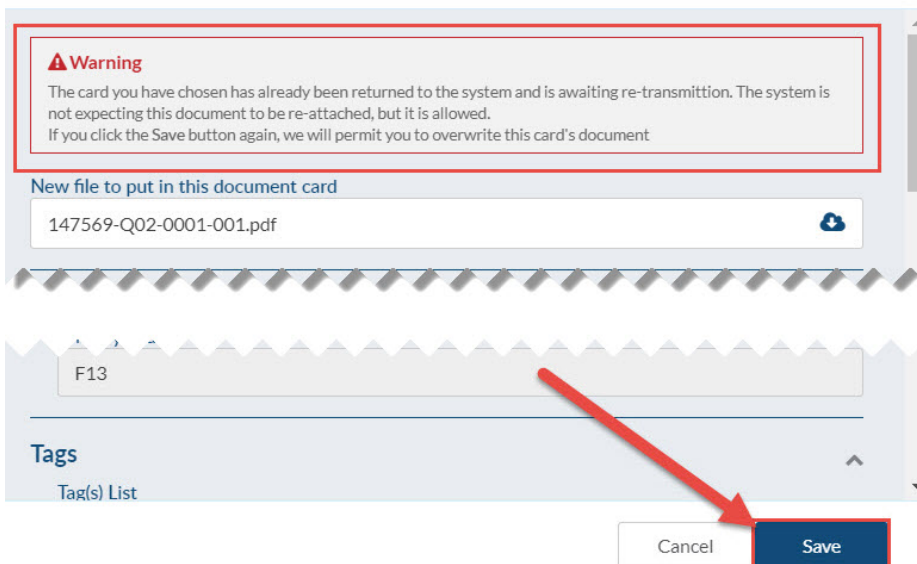 Warning
The card you have chosen has already been returned to the system and is awaiting re-transmittion. The system is
not expecting this document to be re-attached, but it is allowed.
If you click the Save button again, we will permit you to overwrite this card's document
New file to put in this document card
147569-Q02-0001-001.pdf
F13
Tags
Tag(s) List
Cancel
Save